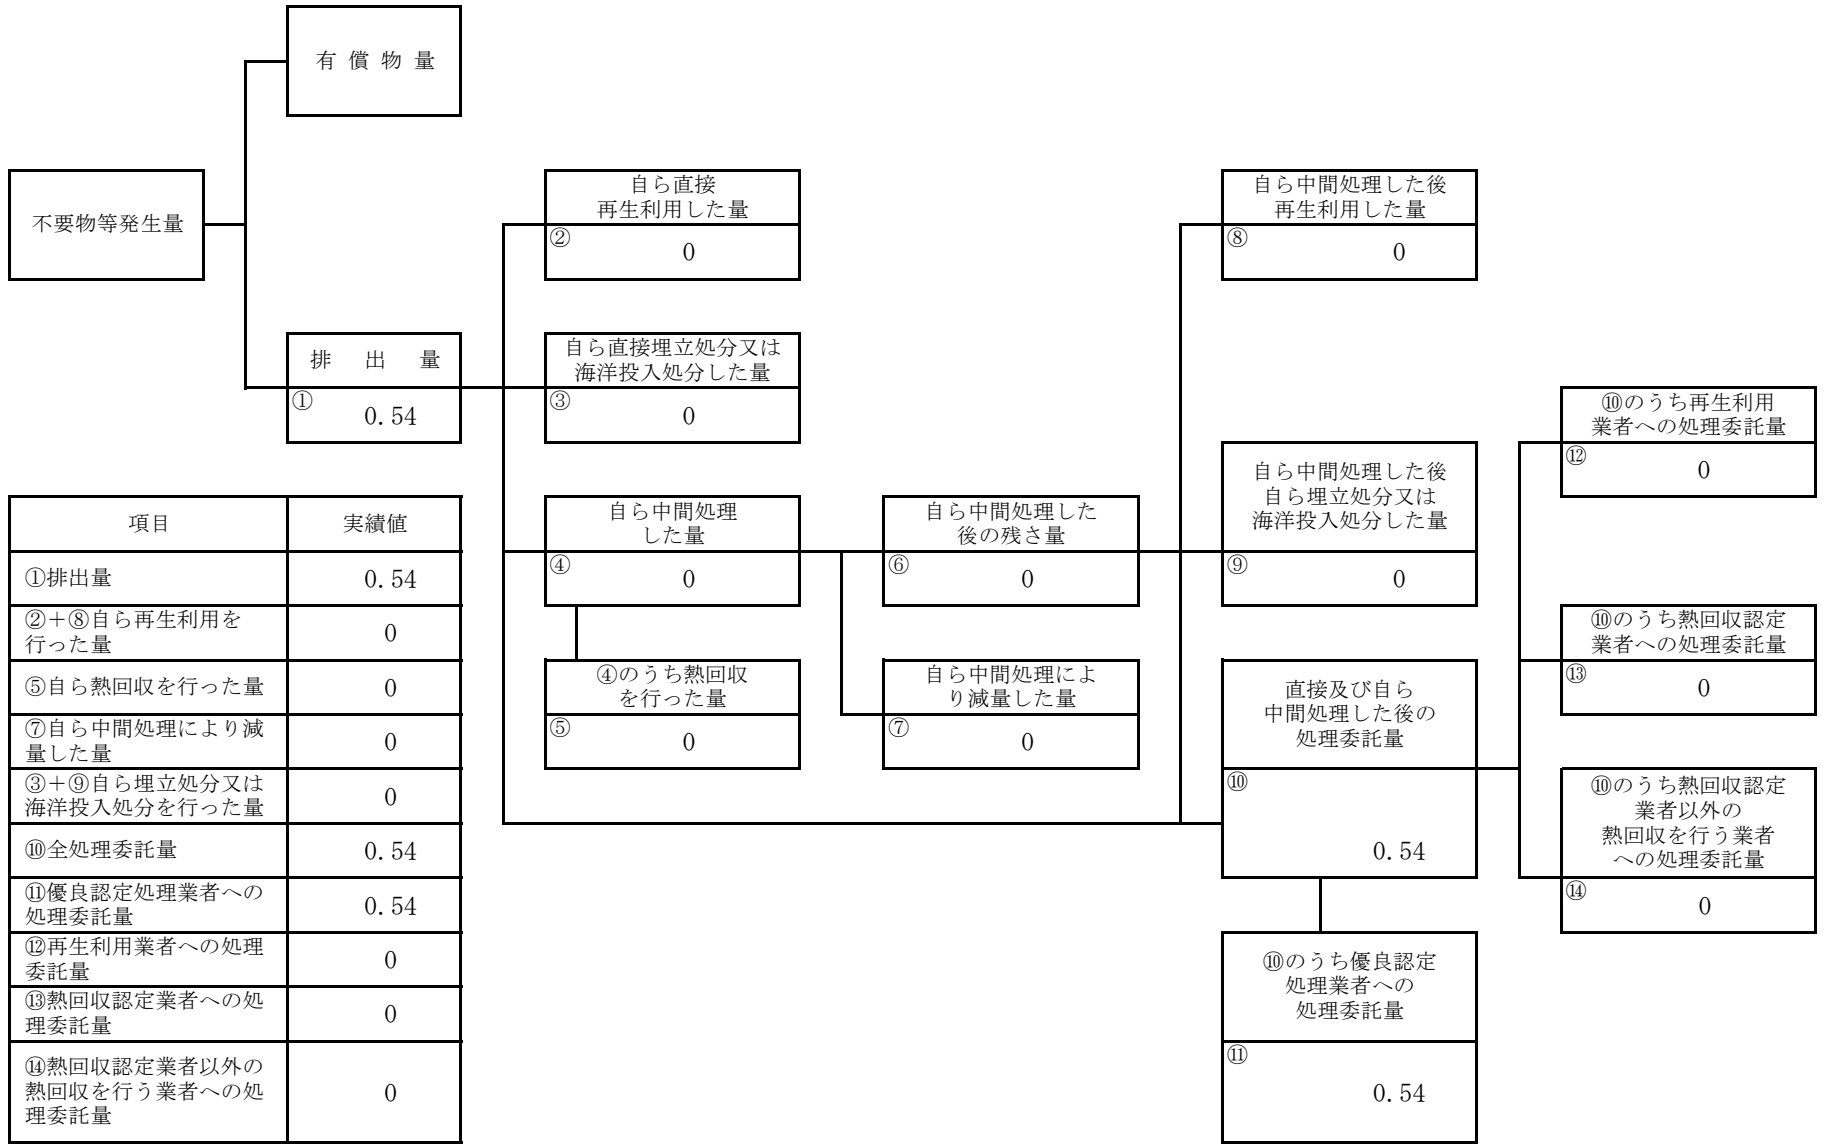 有償物量
不要物等発生量
自ら直接
再生利用した量
②
0
自ら中間処理した後
再生利用した量
⑧
0
排出量
①
0.54
自ら直接埋立処分又は
海洋投入処分した量
③
0
⑩のうち再生利用
業者への処理委託量
⑫
0
自ら中間処理
した量
④
0
自ら中間処理した
後の残さ量
⑥
0
自ら中間処理した後
自ら埋立処分又は
海洋投入処分した量
⑨
0
⑩のうち熱回収認定
業者への処理委託量
⑬
0
④のうち熱回収
を行った量
⑤
0
自ら中間処理によ
り減量した量
⑦
0
直接及び自ら
中間処理した後の
処理委託量
⑩
0.54
⑩のうち熱回収認定
業者以外の
熱回収を行う業者
への処理委託量
⑭
0
⑩のうち優良認定
処理業者への
処理委託量
⑪
0.54
項目 実績値
①排出量 0.54
②+⑧自ら再生利用を
行った量
0
⑤自ら熱回収を行った量 0
⑦自ら中間処理により減
量した量
0
③+⑨自ら埋立処分又は
海洋投入処分を行った量
0
⑩全処理委託量 0.54
⑪優良認定処理業者への
処理委託量
0.54
⑫再生利用業者への処理
委託量
0
⑬熱回収認定業者への処
理委託量
0
⑭熱回収認定業者以外の
熱回収を行う業者への処
理委託量
0